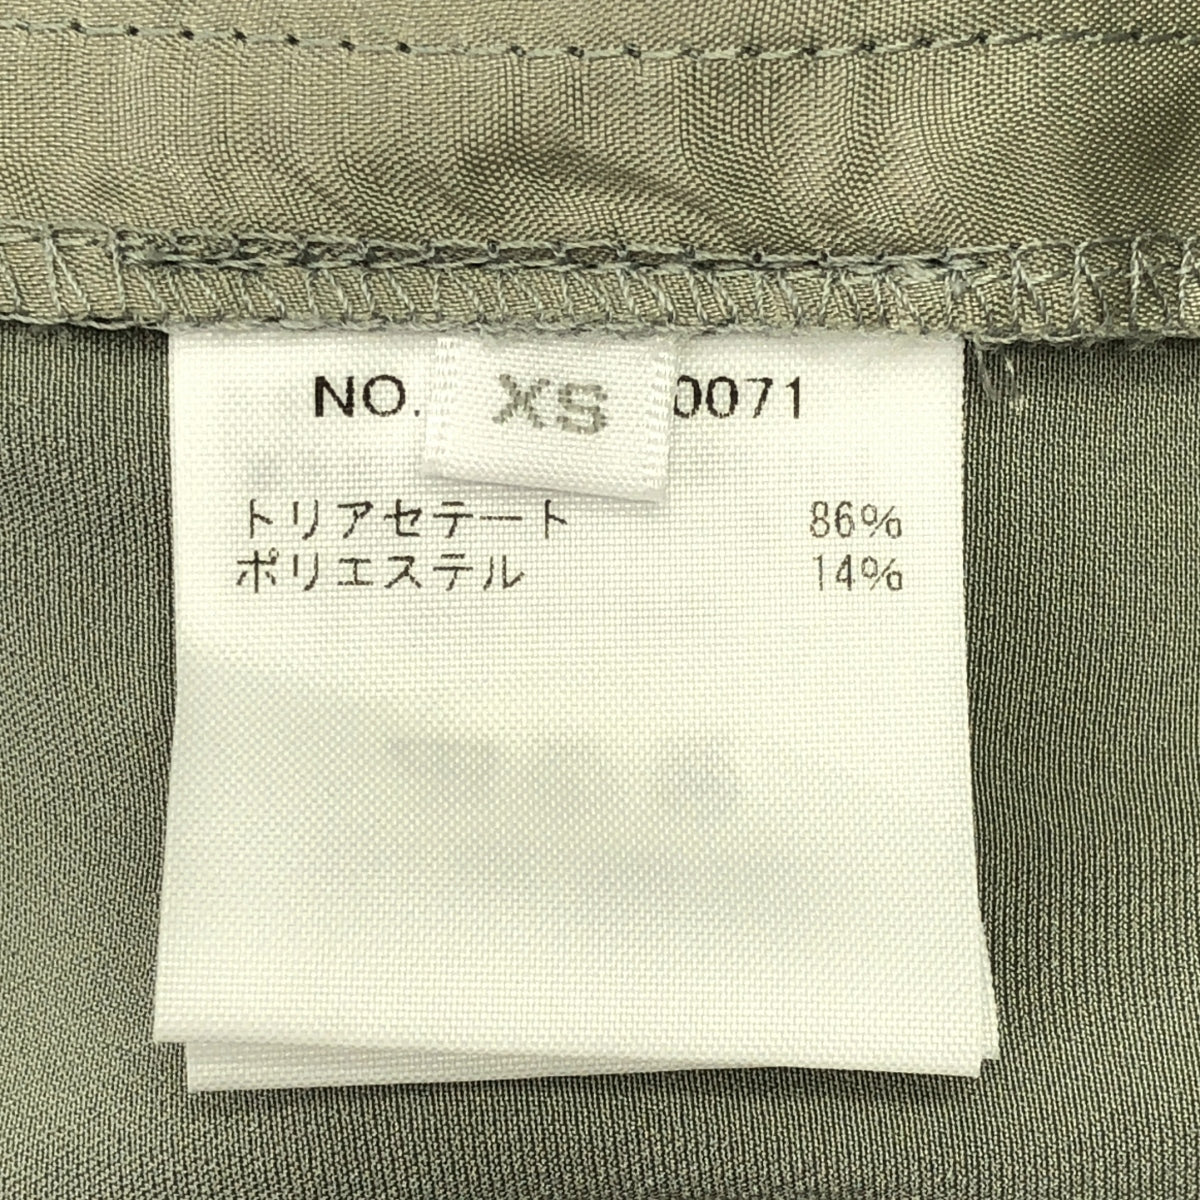 NO. XS 0071
トリアセテート 86%
ポリエステル 14%